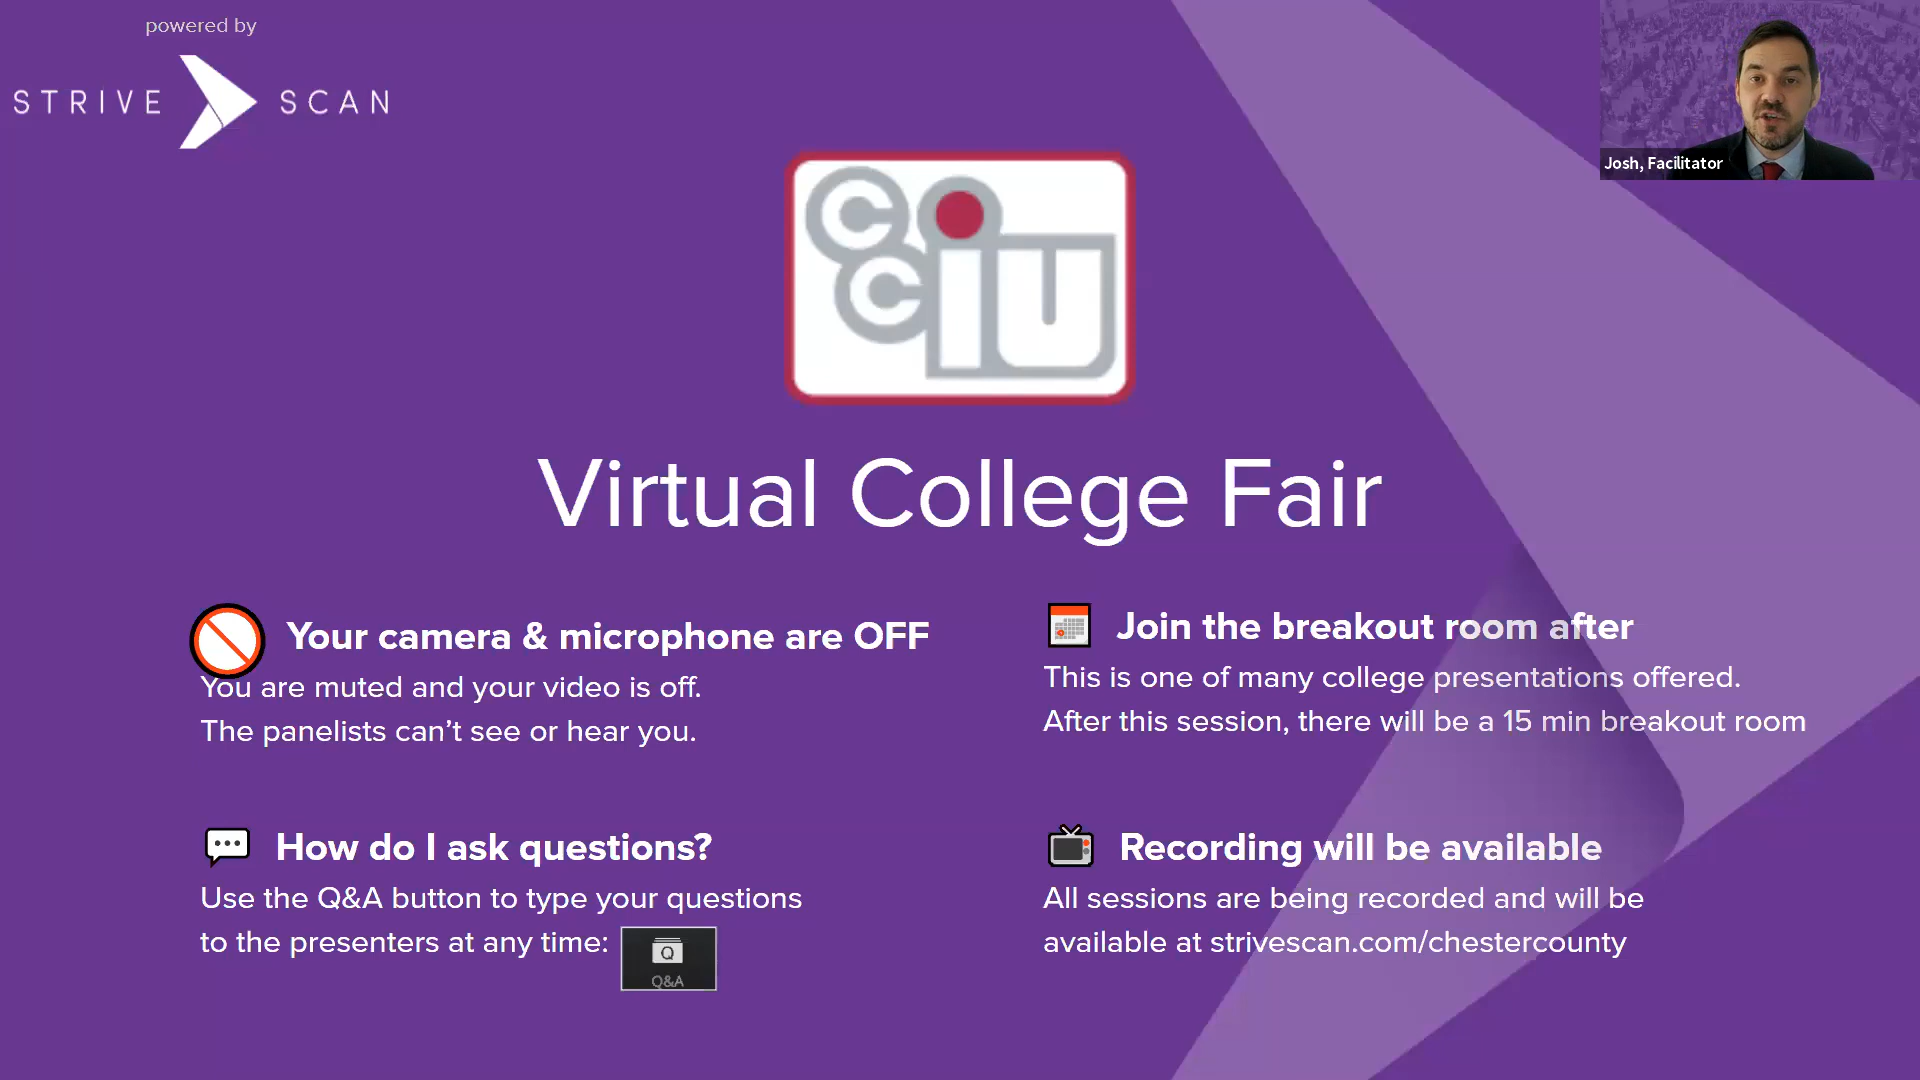 powered by
STRIVE SCAN
Josh, Facilitator
CCIU
Virtual College Fair
Your camera & microphone are OFF
You are muted and your video is off.
The panelists can’t see or hear you.
Join the breakout room after
This is one of many college presentations offered.
After this session, there will be a 15 min breakout room
How do I ask questions?
Use the Q&A button to type your questions
to the presenters at any time:
Q
Q&A
Recording will be available
All sessions are being recorded and will be
available at strivescan.com/chestercounty